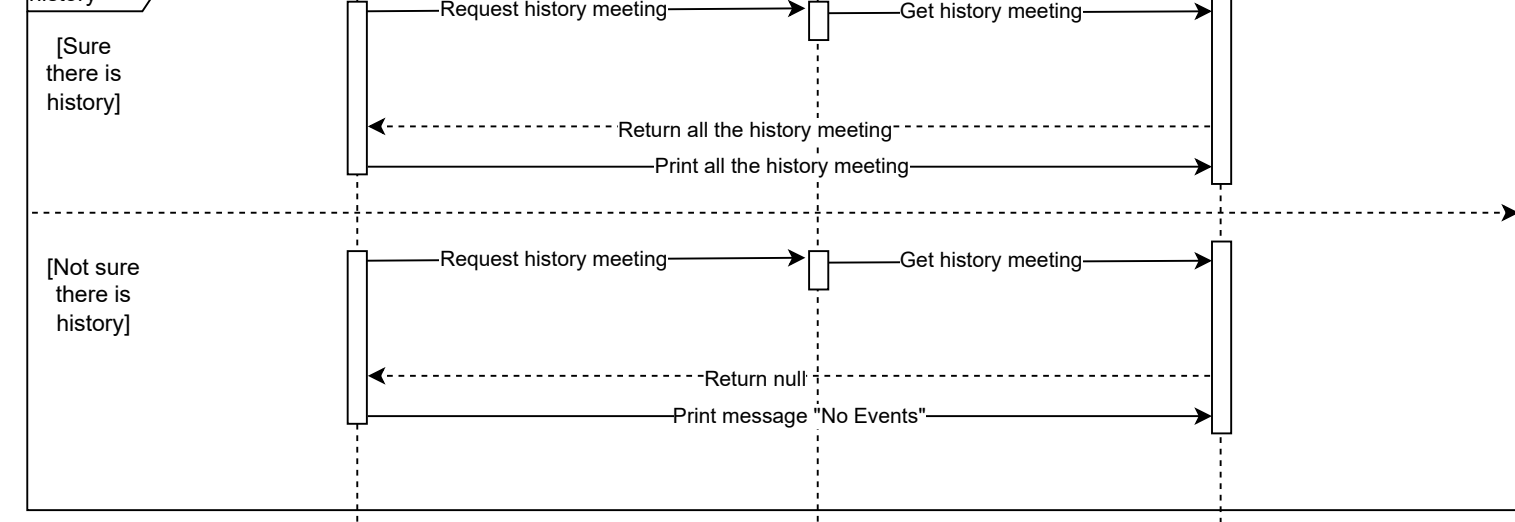 Request history meeting
Get history meeting
[Sure
there is
history]
Return all the history meeting
Print all the history meeting
[Not sure
there is
history]
Request history meeting
Get history meeting
Return null
Print message "No Events"